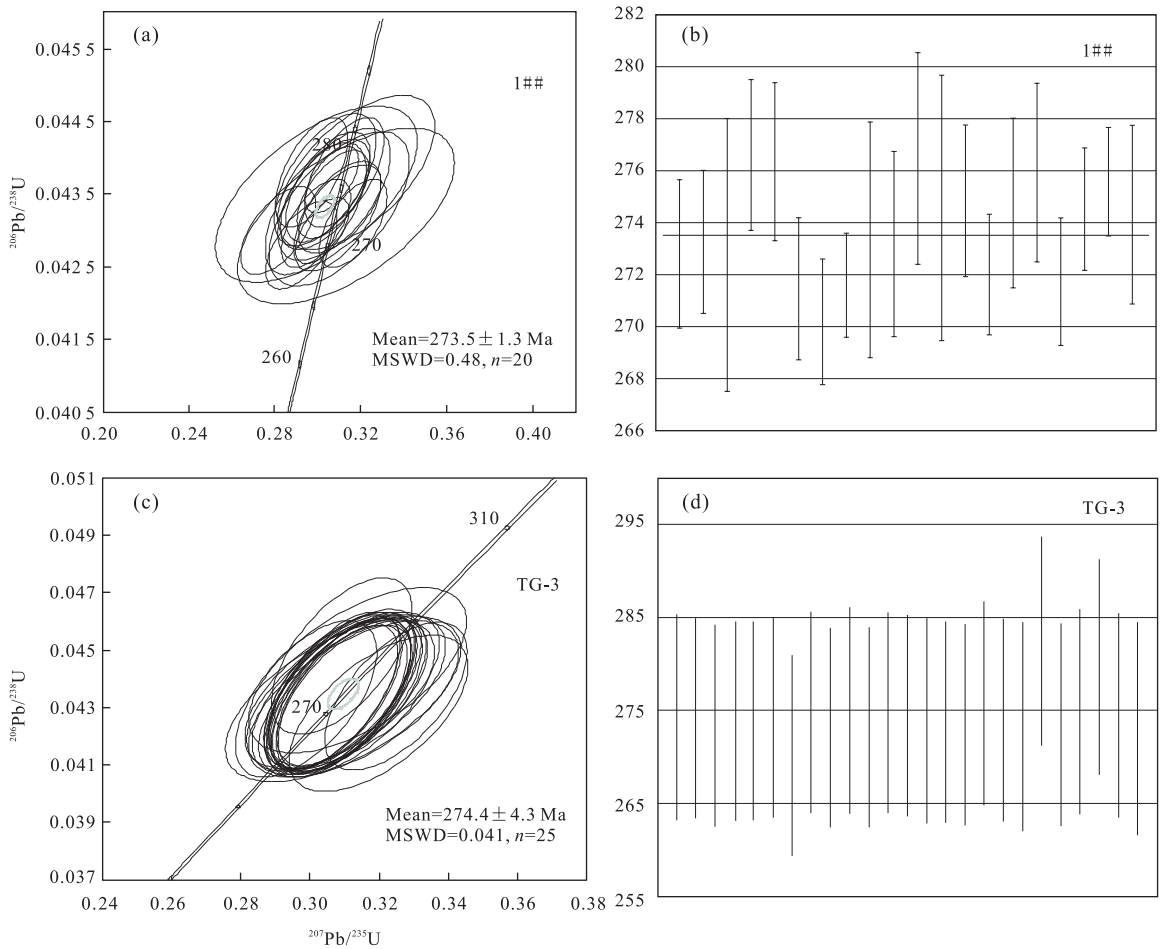 (a)
1##
0.045 5
0.044 5
0.043 5
0.042 5
0.041 5
0.040 5
206Pb/238U
280
270
260
Mean=273.5±1.3 Ma
MSWD=0.48, n=20
0.20 0.24 0.28 0.32 0.36 0.40
(b)
1##
282
280
278
276
274
272
270
268
266
(c)
TG-3
0.051
0.049
0.047
0.045
0.043
0.041
0.039
0.037
206Pb/238U
310
270
Mean=274.4±4.3 Ma
MSWD=0.041, n=25
0.24 0.26 0.28 0.30 0.32 0.34 0.36 0.38
207Pb/235U
(d)
TG-3
295
285
275
265
255